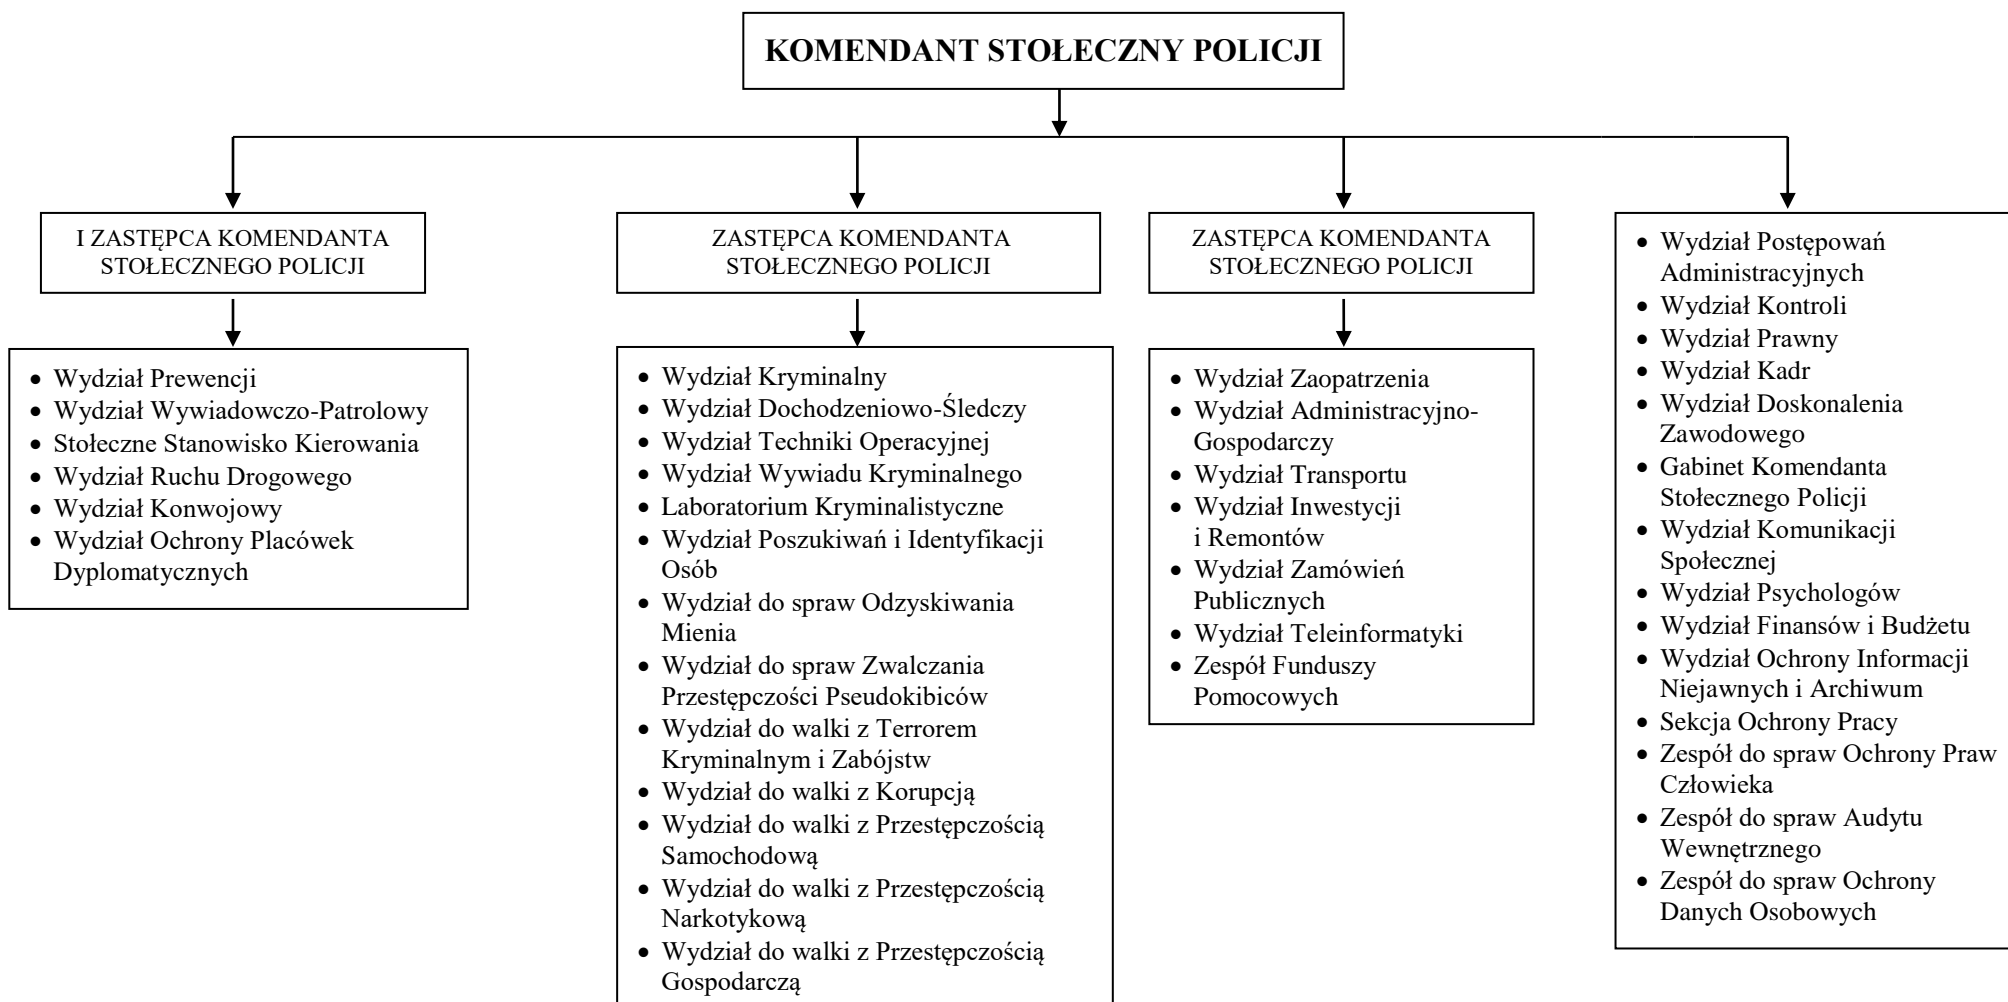 KOMENDANT STOŁECZNY POLICJI
I ZASTĘPCA KOMENDANTA
STOŁECZNEGO POLICJI
• Wydział Prewencji
• Wydział Wywiadowczo-Patrolowy
• Stołeczne Stanowisko Kierowania
• Wydział Ruchu Drogowego
• Wydział Konwojowy
• Wydział Ochrony Placówek
Dyplomatycznych
ZASTĘPCA KOMENDANTA
STOŁECZNEGO POLICJI
• Wydział Kryminalny
• Wydział Dochodzeniowo-Śledczy
• Wydział Techniki Operacyjnej
• Wydział Wywiadu Kryminalnego
• Laboratorium Kryminalistyczne
• Wydział Poszukiwań i Identyfikacji
Osób
• Wydział do spraw Odzyskiwania
Mienia
• Wydział do spraw Zwalczania
Przestępczości Pseudokibiców
• Wydział do walki z Terrorem
Kryminalnym i Zabójstw
• Wydział do walki z Korupcją
• Wydział do walki z Przestępczością
Samochodową
• Wydział do walki z Przestępczością
Narkotykową
• Wydział do walki z Przestępczością
Gospodarczą
ZASTĘPCA KOMENDANTA
STOŁECZNEGO POLICJI
• Wydział Zaopatrzenia
• Wydział Administracyjno-
Gospodarczy
• Wydział Transportu
• Wydział Inwestycji
i Remontów
• Wydział Zamówień
Publicznych
• Wydział Teleinformatyki
• Zespół Funduszy
Pomocowych
• Wydział Postępowań
Administracyjnych
• Wydział Kontroli
• Wydział Prawny
• Wydział Kadr
• Wydział Doskonalenia
Zawodowego
• Gabinet Komendanta
Stołecznego Policji
• Wydział Komunikacji
Społecznej
• Wydział Psychologów
• Wydział Finansów i Budżetu
• Wydział Ochrony Informacji
Niejawnych i Archiwum
• Sekcja Ochrony Pracy
• Zespół do spraw Ochrony Praw
Człowieka
• Zespół do spraw Audytu
Wewnętrznego
• Zespół do spraw Ochrony
Danych Osobowych